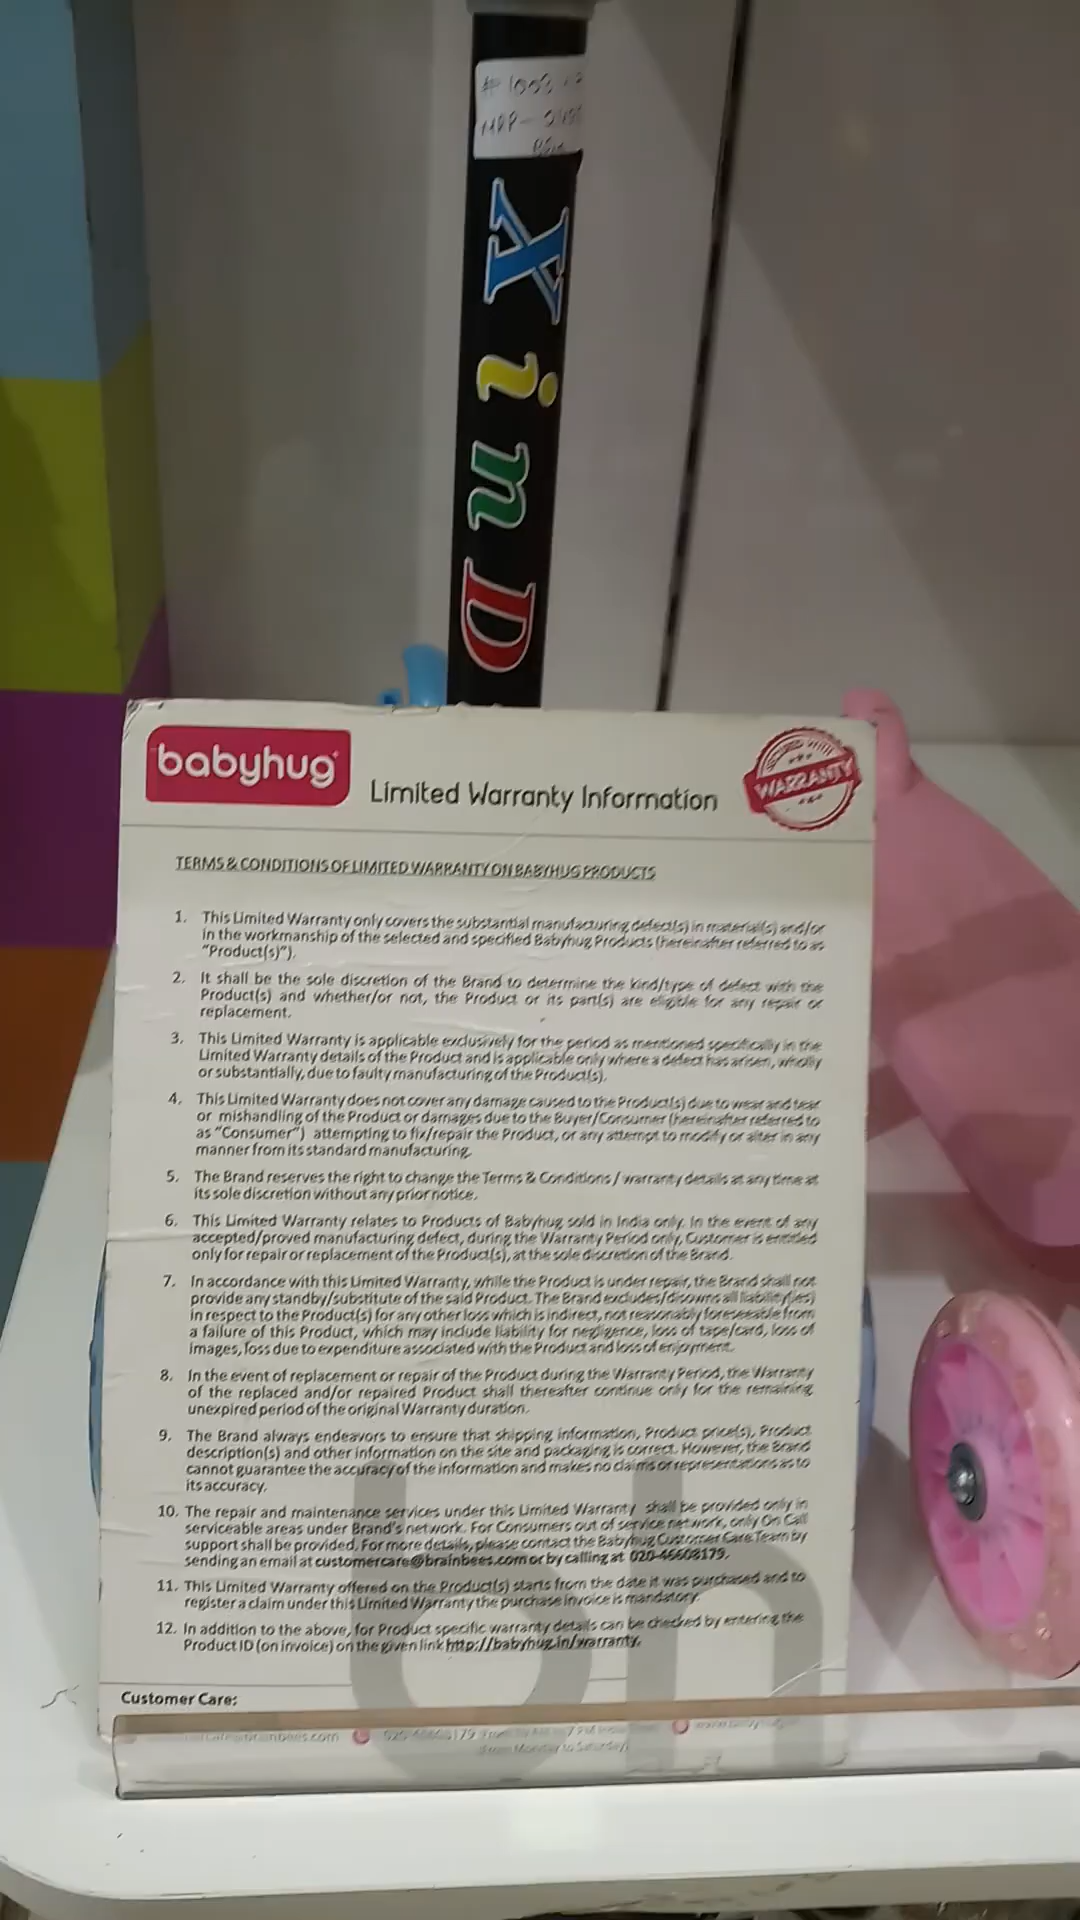 MRP-
XinD
babyhug
Limited Warranty Information
WARRANTY
TERMS & CONDITIONS OF LIMITED WARRANTY ON BABYHUG PRODUCTS
1. This Limited Warranty only covers the substantial manufacturing defect(s) in material(s) and/or
in the workmanship of the selected and specified Babyhug Products (hereinafter referred to as
"Product(s)").
2. It shall be the sole discretion of the Brand to determine the kind/type of defect with the
Product(s) and whether/or not, the Product or its part(s) are eligible for any repair or
replacement.
3. This Limited Warranty is applicable exclusively for the period as mentioned specifically in the
Limited Warranty details of the Product and is applicable only where a defect has arisen, wholly
or substantially, due to faulty manufacturing of the Product(s).
4. This Limited Warranty does not cover any damage caused to the Product(s) due to wear and tear
or mishandling of the Product or damages due to the Buyer/Consumer (hereinafter referred to
as "Consumer") attempting to fix/repair the Product, or any attempt to modify or alter in any
manner from its standard manufacturing.
5. The Brand reserves the right to change the Terms & Conditions / warranty details at any time at
its sole discretion without any prior notice.
6. This Limited Warranty relates to Products of Babyhug sold in India only. In the event of any
accepted/proved manufacturing defect, during the Warranty Period only, Customer is entitled
only for repair or replacement of the Product(s), at the sole discretion of the Brand.
7. In accordance with this Limited Warranty, while the Product is under repair, the Brand shall not
provide any standby/substitute of the said Product. The Brand excludes/disowns all liability(ies)
in respect to the Product(s) for any other loss which is indirect, not reasonably foreseeable from
a failure of this Product, which may include liability for negligence, loss of tape/card, loss of
images, loss due to expenditure associated with the Product and loss of enjoyment.
8. In the event of replacement or repair of the Product during the Warranty Period, the Warranty
of the replaced and/or repaired Product shall thereafter continue only for the remaining
unexpired period of the original Warranty duration.
9. The Brand always endeavors to ensure that shipping information, Product price(s), Product
description(s) and other information on the site and packaging is correct. However, the Brand
cannot guarantee the accuracy of the information and makes no claims or representations as to
its accuracy.
10. The repair and maintenance services under this Limited Warranty shall be provided only in
serviceable areas under Brand's network. For Consumers out of service network, only On Call
support shall be provided. For more details, please contact the Babyhug Customer Care Team by
sending an email at customercare@brainbees.com or by calling at 020-46608179.
11. This Limited Warranty offered on the Product(s) starts from the date it was purchased and to
register a claim under this Limited Warranty the purchase invoice is mandatory.
12. In addition to the above, for Product specific warranty details can be checked by entering the
Product ID (on invoice) on the given link http://babyhug.in/warranty.
Customer Care:
(From Monday to Saturday)
bh